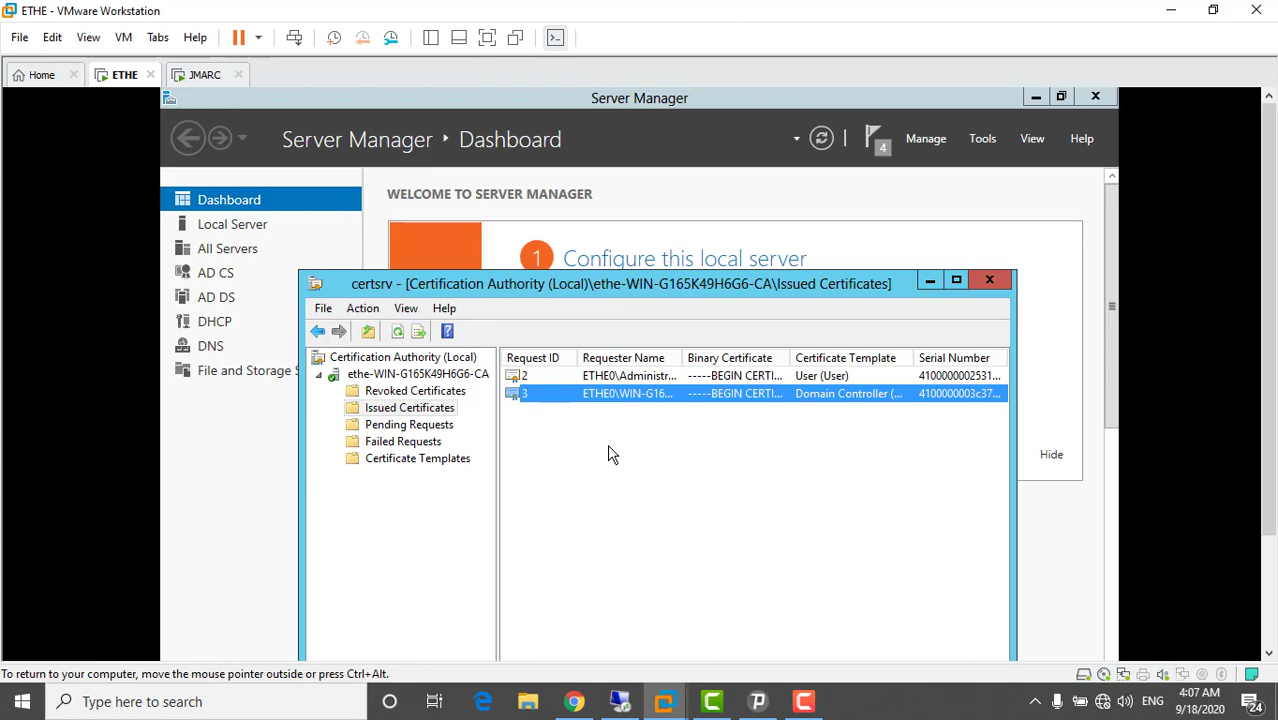 ETHE - VMware Workstation
File Edit View VM Tabs Help
Home ETHE JMARC
Server Manager
Server Manager Dashboard
4 Manage Tools View Help
Dashboard
Local Server
All Servers
AD CS
AD DS
DHCP
DNS
File and Storage S
WELCOME TO SERVER MANAGER
1 Configure this local server
Hide
certsrv - [Certification Authority (Local)\ethe-WIN-G165K49H6G6-CA\Issued Certificates]
File Action View Help
Certification Authority (Local)
ethe-WIN-G165K49H6G6-CA
Revoked Certificates
Issued Certificates
Pending Requests
Failed Requests
Certificate Templates
Request ID Requester Name Binary Certificate Certificate Template Serial Number
2 ETHE0\Administr... -----BEGIN CERTI... User (User) 4100000002531...
3 ETHE0\WIN-G16... -----BEGIN CERTI... Domain Controller (... 4100000003c37...
To return to your computer, move the mouse pointer outside or press Ctrl+Alt.
Type here to search
ENG
4:07 AM
9/18/2020
24